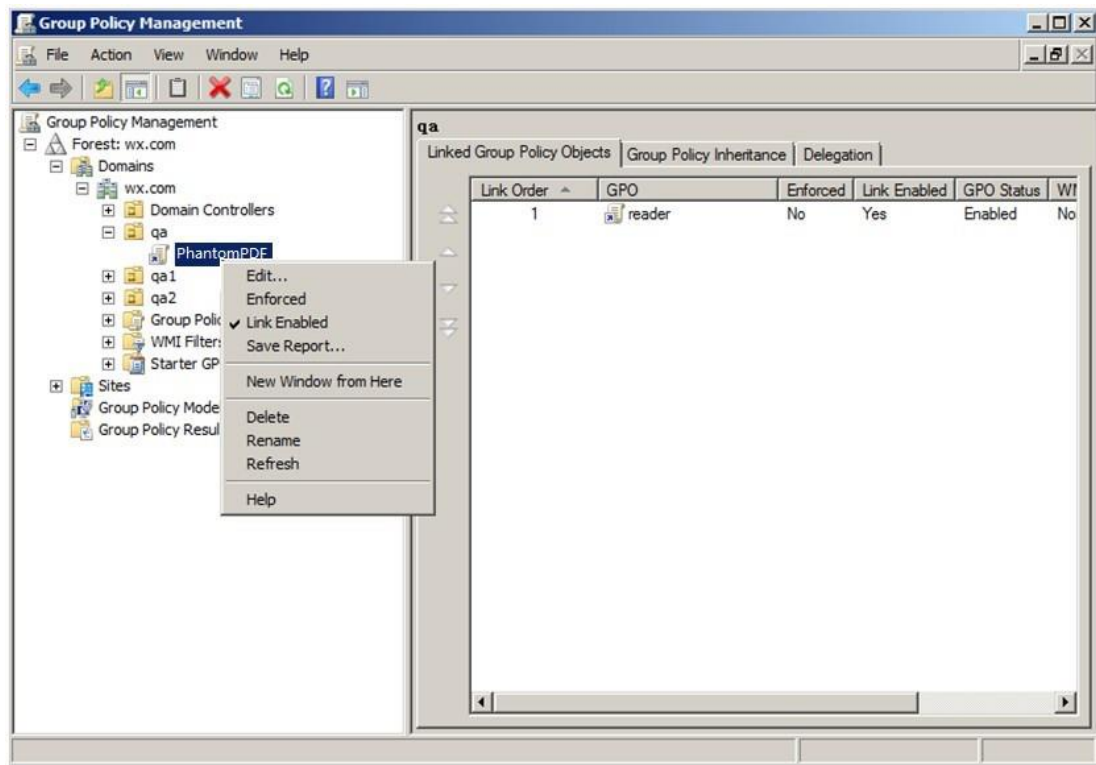 Group Policy Management
File Action View Window Help
Group Policy Management
Forest: wx.com
Domains
wx.com
Domain Controllers
qa
PhantomPDF
qa1
qa2
Group Polic
WMI Filters
Starter GP
Sites
Group Policy Mode
Group Policy Resul
Edit...
Enforced
Link Enabled
Save Report...
New Window from Here
Delete
Rename
Refresh
Help
qa
Linked Group Policy Objects Group Policy Inheritance Delegation
Link Order GPO Enforced Link Enabled GPO Status WM
1 reader No Yes Enabled No